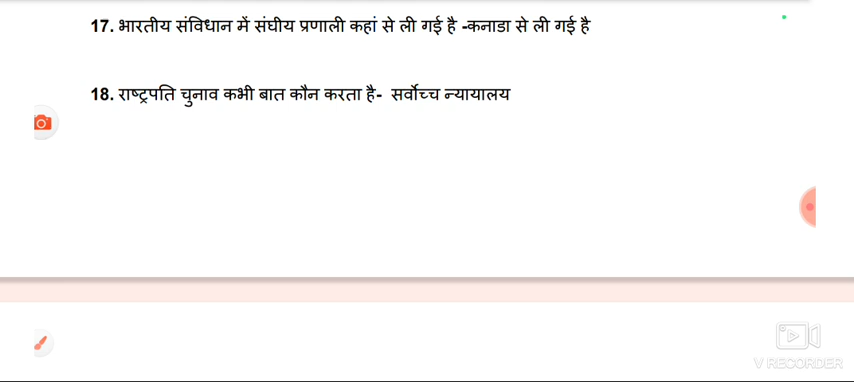 17. भारतीय संविधान में संघीय प्रणाली कहां से ली गई है -कनाडा से ली गई है
18. राष्ट्रपति चुनाव कभी बात कौन करता है- सर्वोच्च न्यायालय
V RECORDER